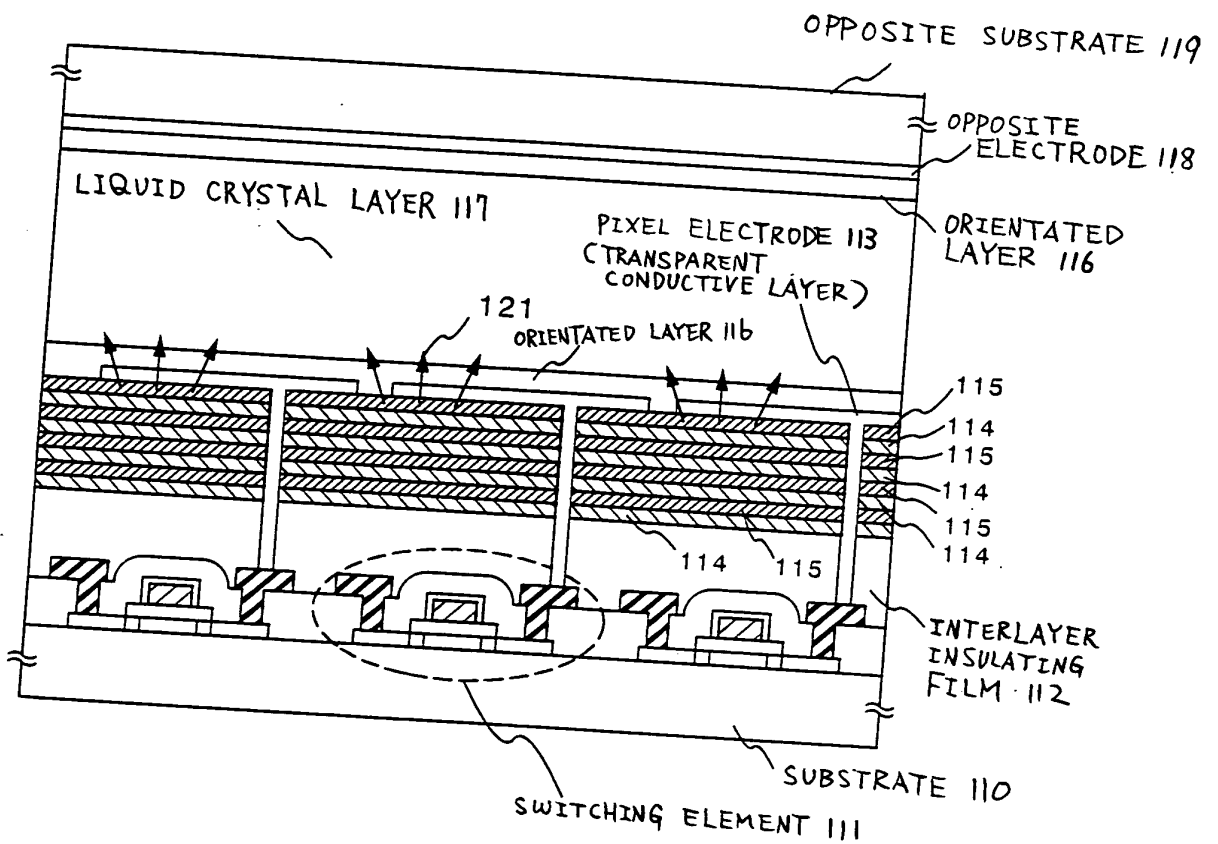 OPPOSITE SUBSTRATE 119
OPPOSITE
ELECTRODE 118
LIQUID CRYSTAL LAYER 117
PIXEL ELECTRODE 113
(TRANSPARENT
CONDUCTIVE LAYER)
ORIENTATED
LAYER 116
121
ORIENTATED LAYER 116
115
114
115
114
115
114
114
115
INTERLAYER
INSULATING
FILM 112
SUBSTRATE 110
SWITCHING ELEMENT 111